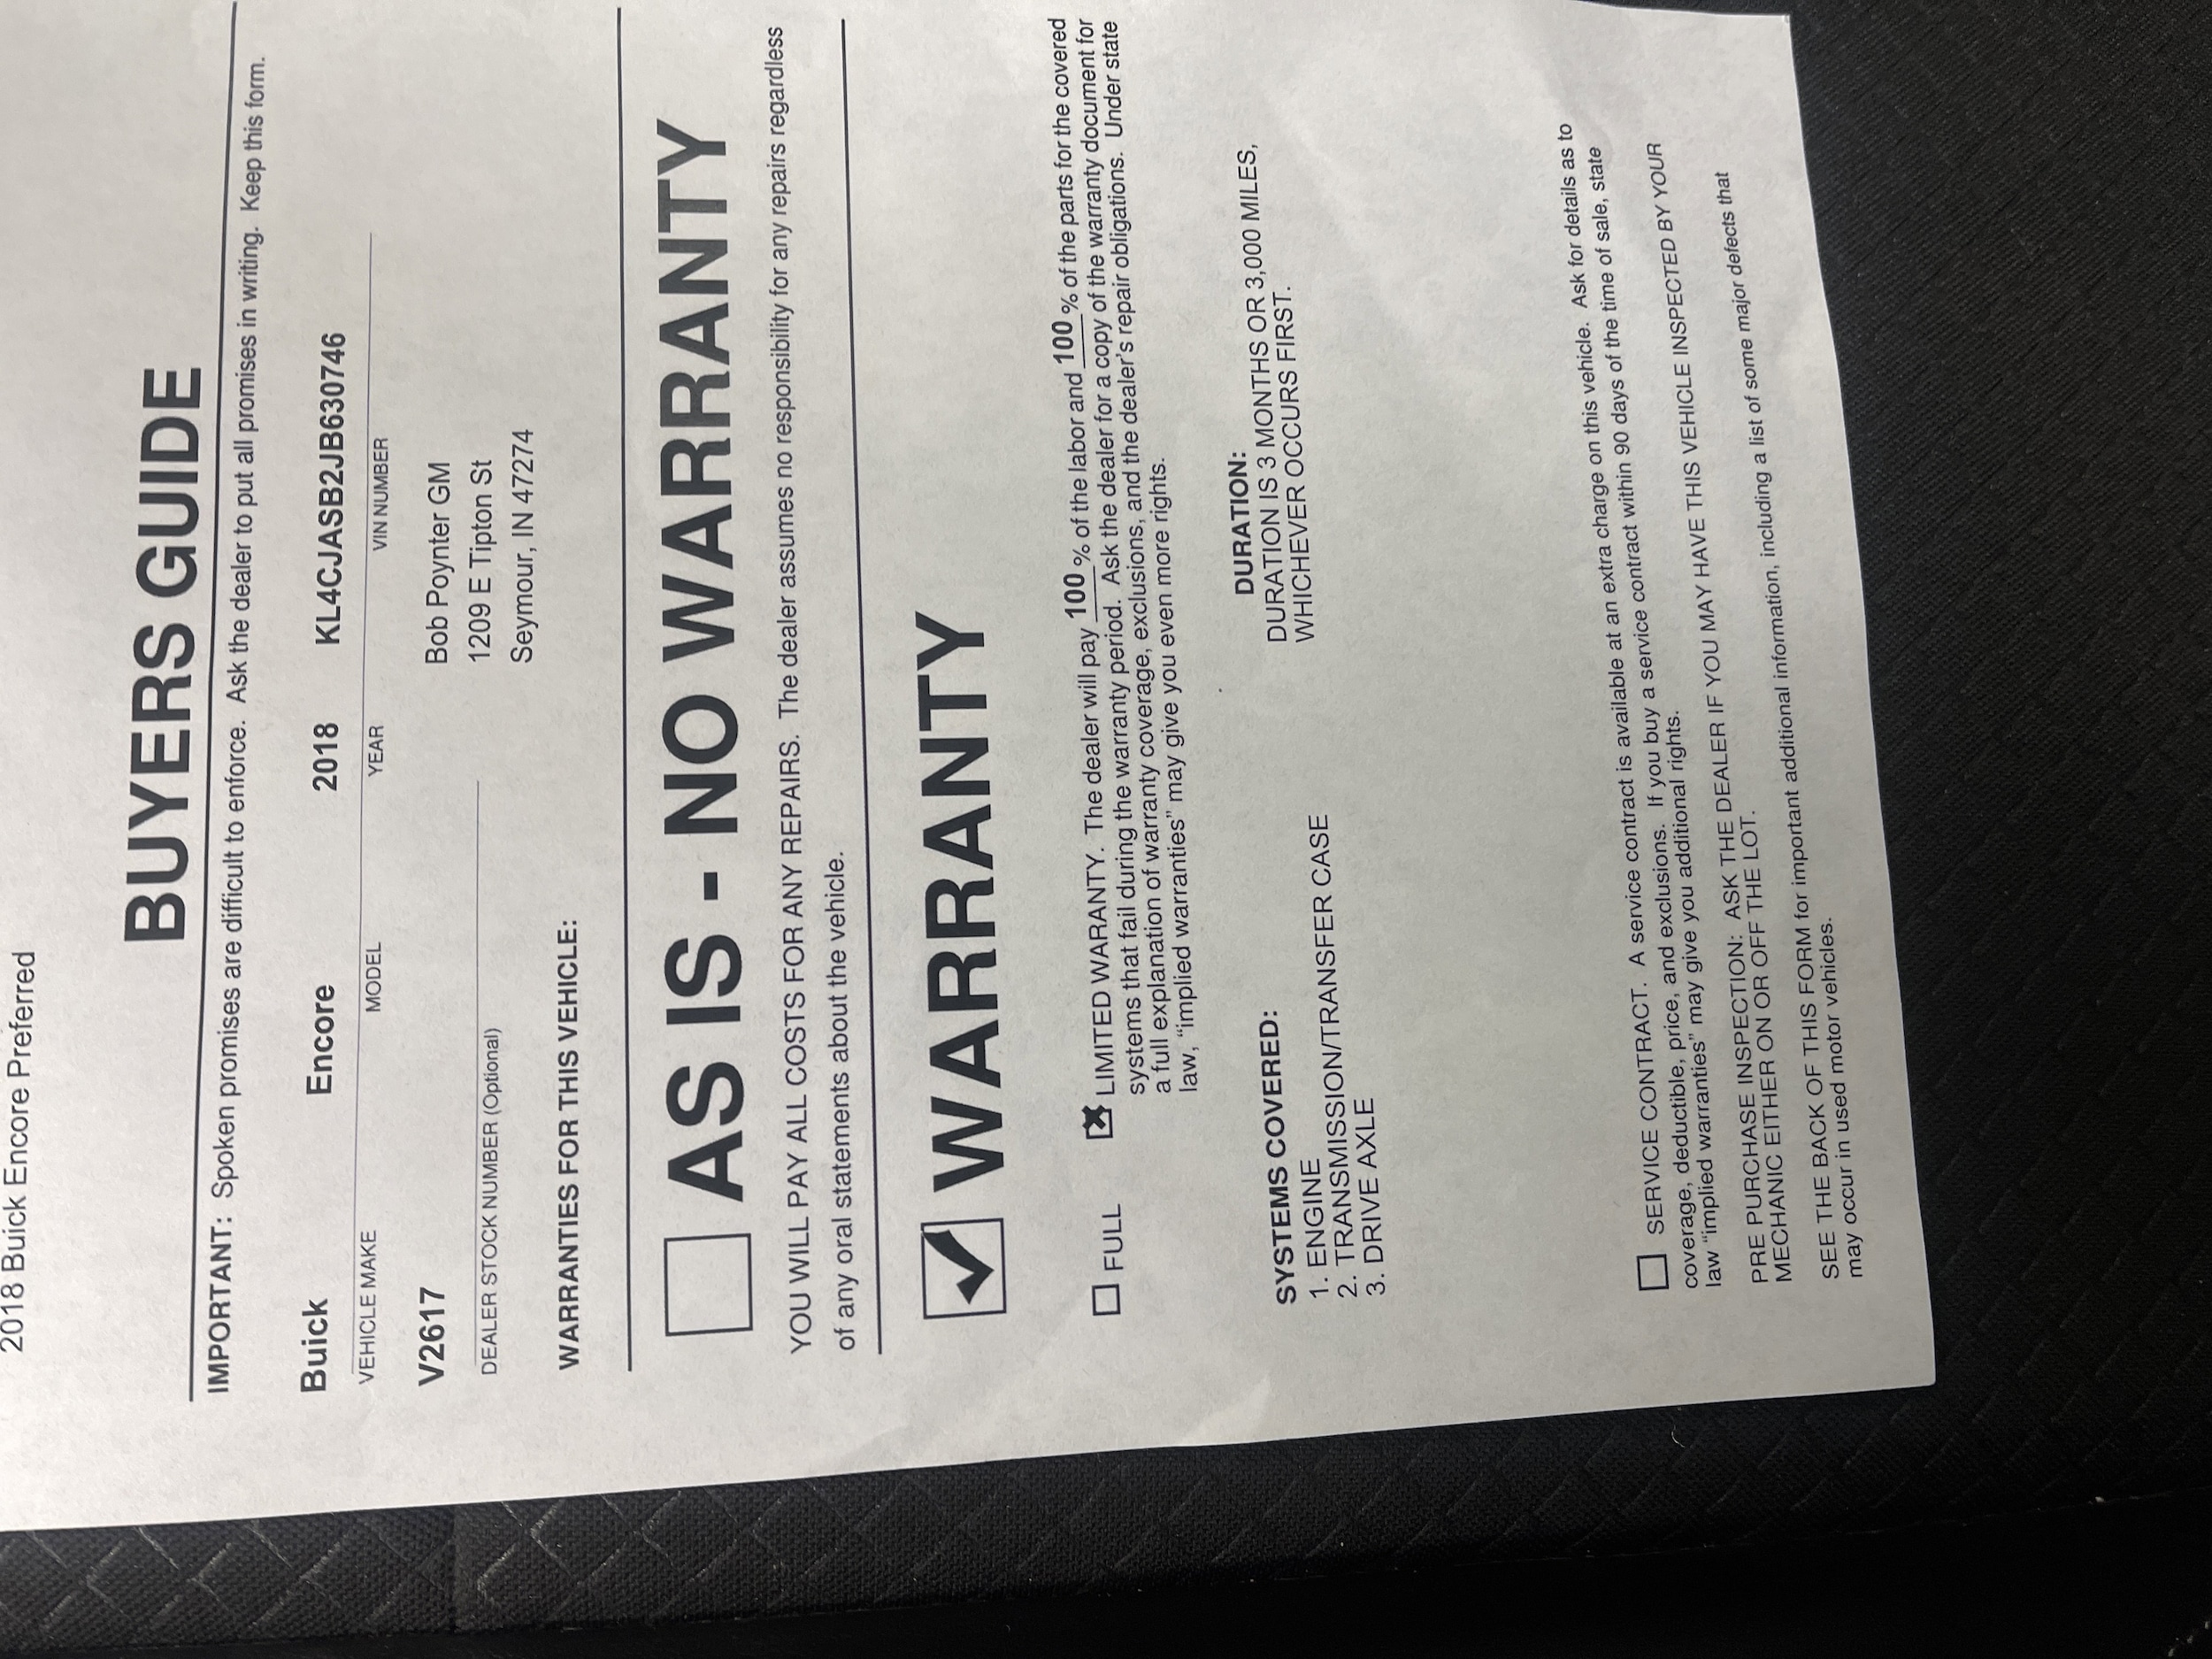 2018 Buick Encore Preferred
BUYERS GUIDE
IMPORTANT: Spoken promises are difficult to enforce. Ask the dealer to put all promises in writing. Keep this form.
Buick Encore 2018 KL4CJASB2JB630746
VEHICLE MAKE MODEL YEAR VIN NUMBER
V2617
DEALER STOCK NUMBER (Optional)
Bob Poynter GM
1209 E Tipton St
Seymour, IN 47274
WARRANTIES FOR THIS VEHICLE:
AS IS - NO WARRANTY
YOU WILL PAY ALL COSTS FOR ANY REPAIRS. The dealer assumes no responsibility for any repairs regardless
of any oral statements about the vehicle.
WARRANTY
FULL LIMITED WARRANTY. The dealer will pay 100 % of the labor and 100 % of the parts for the covered
systems that fail during the warranty period. Ask the dealer for a copy of the warranty document for
a full explanation of warranty coverage, exclusions, and the dealer's repair obligations. Under state
law, "implied warranties" may give you even more rights.
SYSTEMS COVERED:
1. ENGINE
2. TRANSMISSION/TRANSFER CASE
3. DRIVE AXLE
DURATION:
DURATION IS 3 MONTHS OR 3,000 MILES,
WHICHEVER OCCURS FIRST.
SERVICE CONTRACT. A service contract is available at an extra charge on this vehicle. Ask for details as to
coverage, deductible, price, and exclusions. If you buy a service contract within 90 days of the time of sale, state
law "implied warranties" may give you additional rights.
PRE PURCHASE INSPECTION: ASK THE DEALER IF YOU MAY HAVE THIS VEHICLE INSPECTED BY YOUR
MECHANIC EITHER ON OR OFF THE LOT.
SEE THE BACK OF THIS FORM for important additional information, including a list of some major defects that
may occur in used motor vehicles.